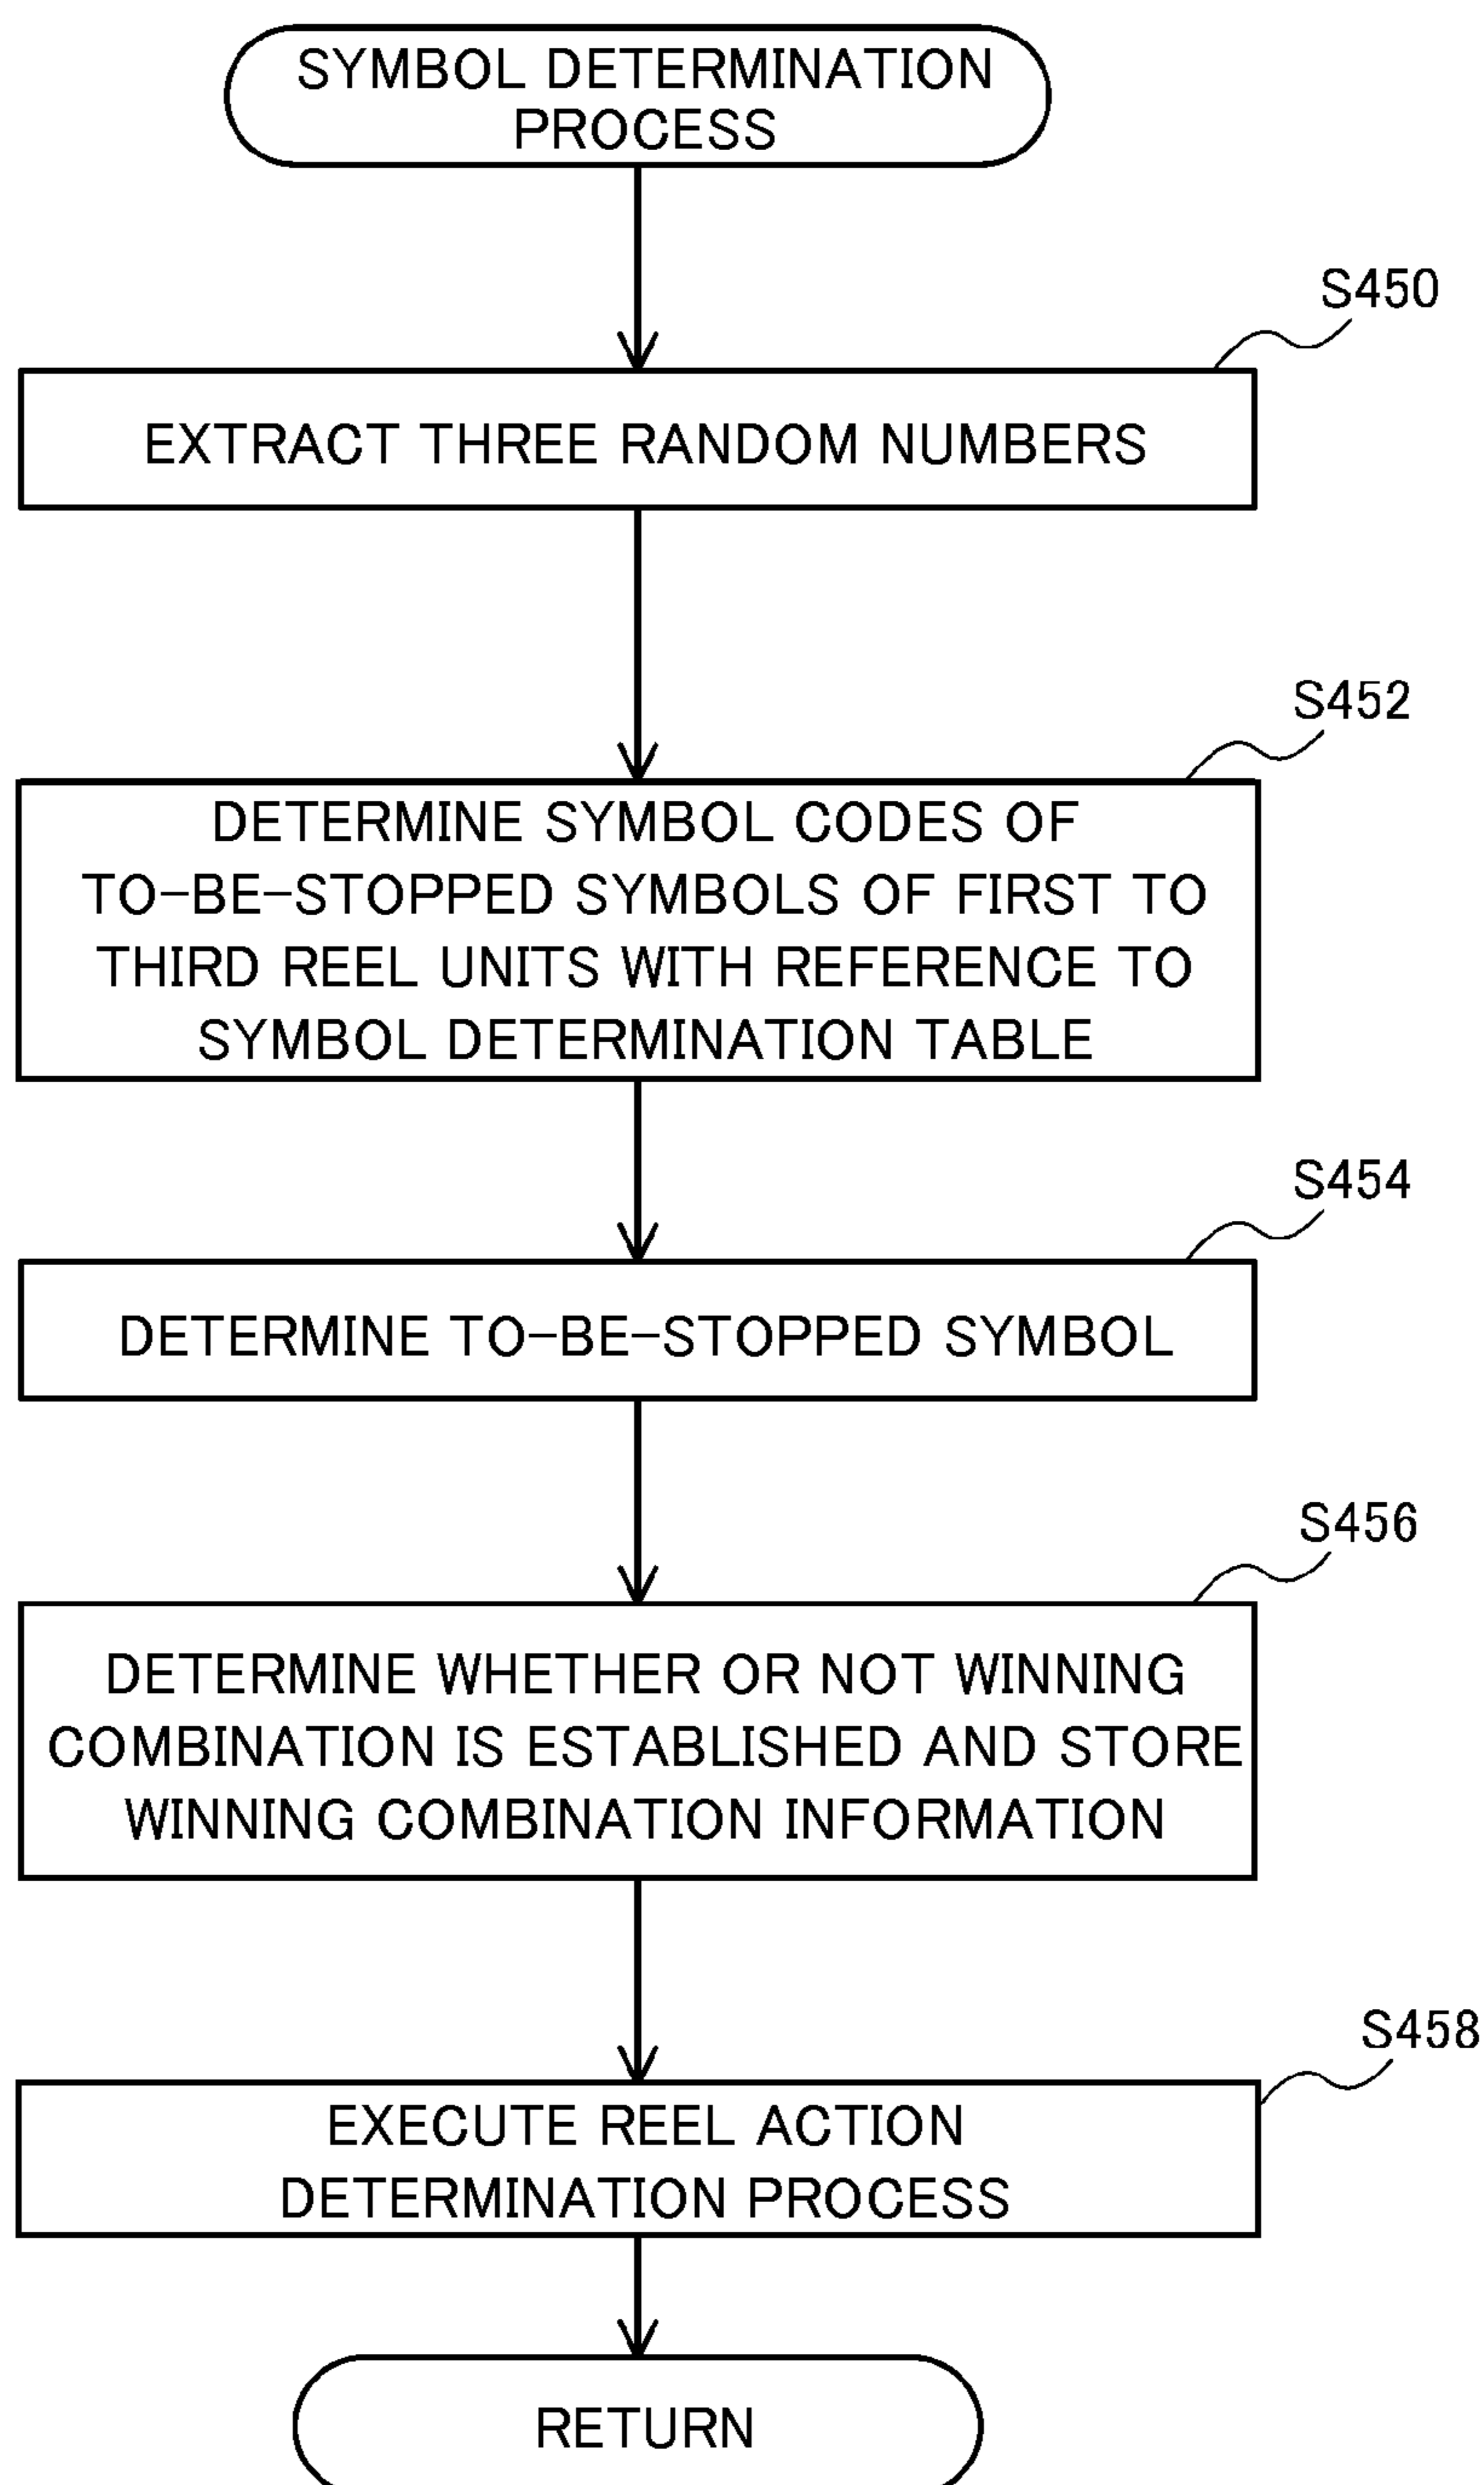 SYMBOL DETERMINATION
PROCESS
S450
EXTRACT THREE RANDOM NUMBERS
S452
DETERMINE SYMBOL CODES OF
TO-BE-STOPPED SYMBOLS OF FIRST TO
THIRD REEL UNITS WITH REFERENCE TO
SYMBOL DETERMINATION TABLE
S454
DETERMINE TO-BE-STOPPED SYMBOL
S456
DETERMINE WHETHER OR NOT WINNING
COMBINATION IS ESTABLISHED AND STORE
WINNING COMBINATION INFORMATION
S458
EXECUTE REEL ACTION
DETERMINATION PROCESS
RETURN